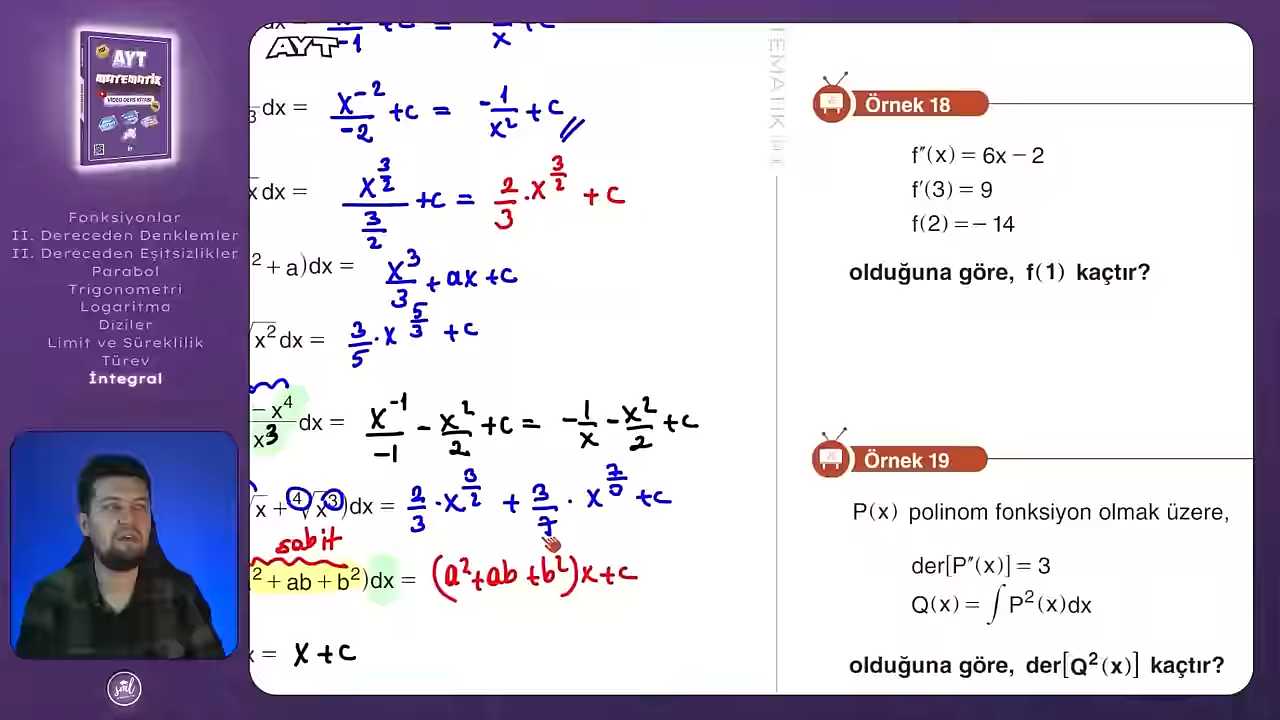 AYT
MATEMATİK
VİDEO DERS KİTABI
Fonksiyonlar
II. Dereceden Denklemler
II. Dereceden Eşitsizlikler
Parabol
Trigonometri
Logaritma
Diziler
Limit ve Süreklilik
Türev
İntegral
sml
AYT
dx = x⁻²/-2 + c = -1/x² + c
dx = x^(3/2)/(3/2) + c = 2/3 · x^(3/2) + c
² + a)dx = x³/3 + ax + c
√x² dx = 3/5 · x^(5/3) + c
-x⁴/x³ dx = x⁻¹/-1 - x²/2 + c = -1/x - x²/2 + c
√x + ⁴√x³)dx = 2/3 · x^(3/2) + 3/7 · x + c
sabit
² + ab + b²)dx = (a² + ab + b²)x + c
= x + c
Örnek 18
f″(x) = 6x – 2
f′(3) = 9
f(2) = – 14
olduğuna göre, f(1) kaçtır?
Örnek 19
P(x) polinom fonksiyon olmak üzere,
der[P″(x)] = 3
Q(x) = ∫ P²(x)dx
olduğuna göre, der[Q²(x)] kaçtır?